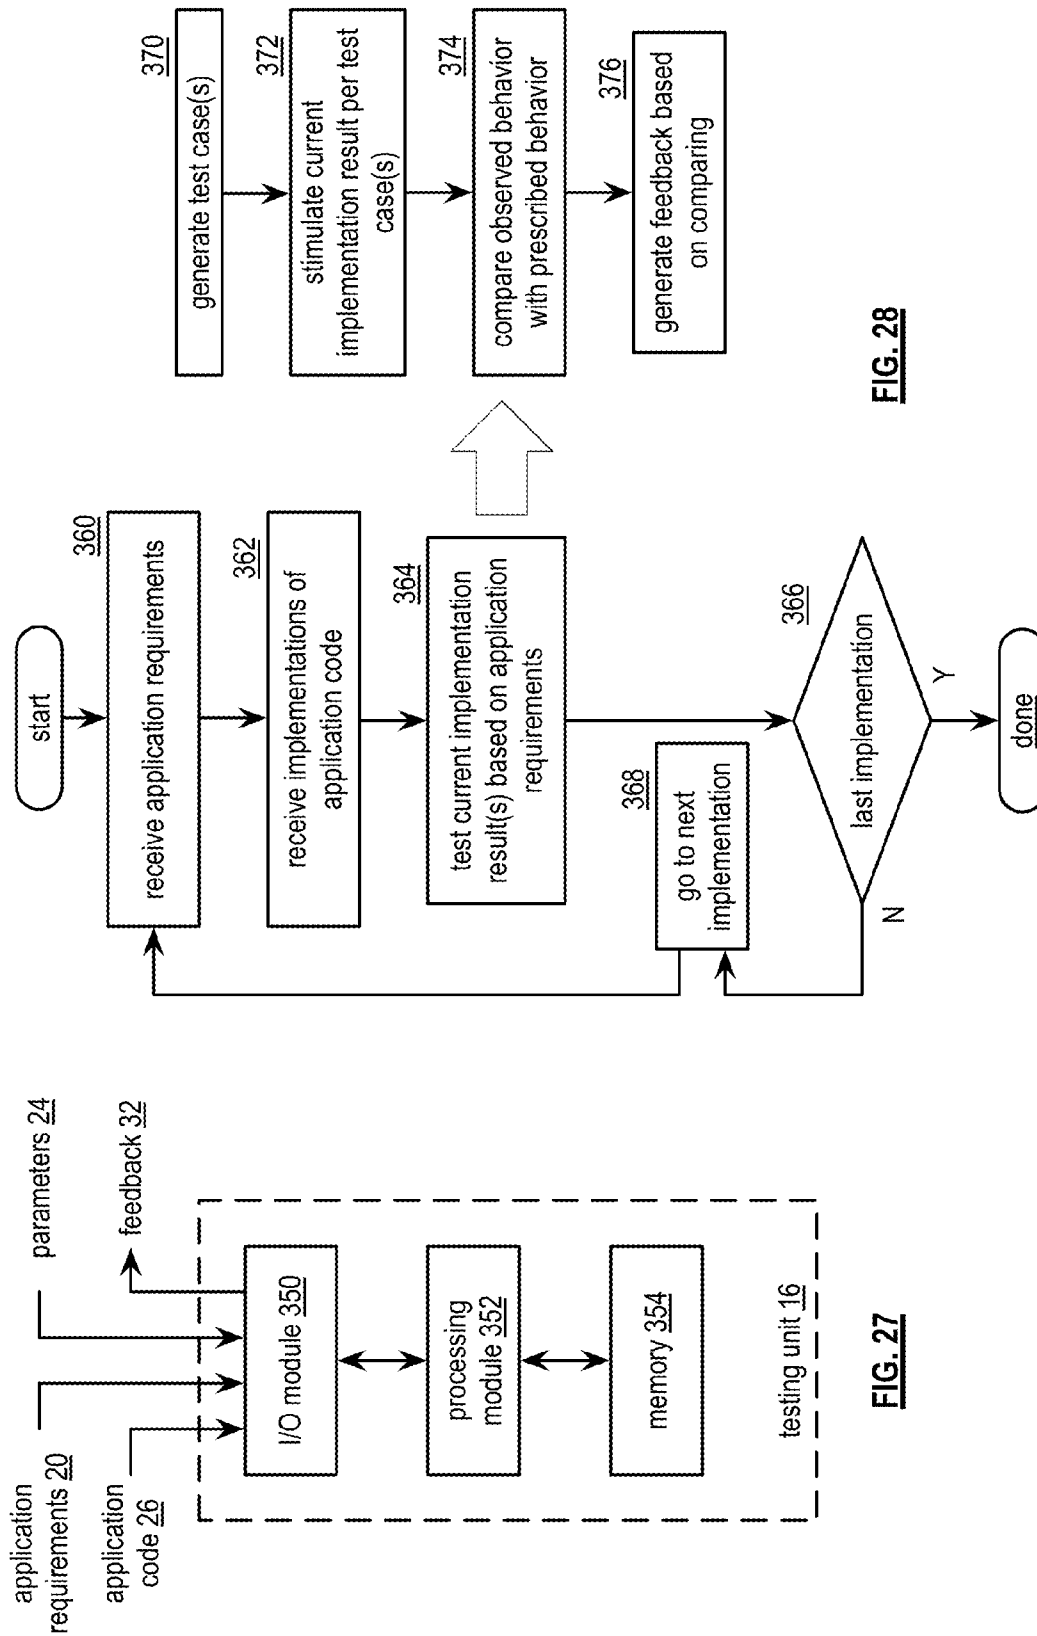 application
requirements 20
application
code 26
parameters 24
feedback 32
I/O module 350
processing
module 352
memory 354
testing unit 16
FIG. 27
start
360
receive application requirements
362
receive implementations of
application code
364
test current implementation
result(s) based on application
requirements
368
go to next
implementation
366
last implementation
N
Y
done
370
generate test case(s)
372
stimulate current
implementation result per test
case(s)
374
compare observed behavior
with prescribed behavior
376
generate feedback based
on comparing
FIG. 28